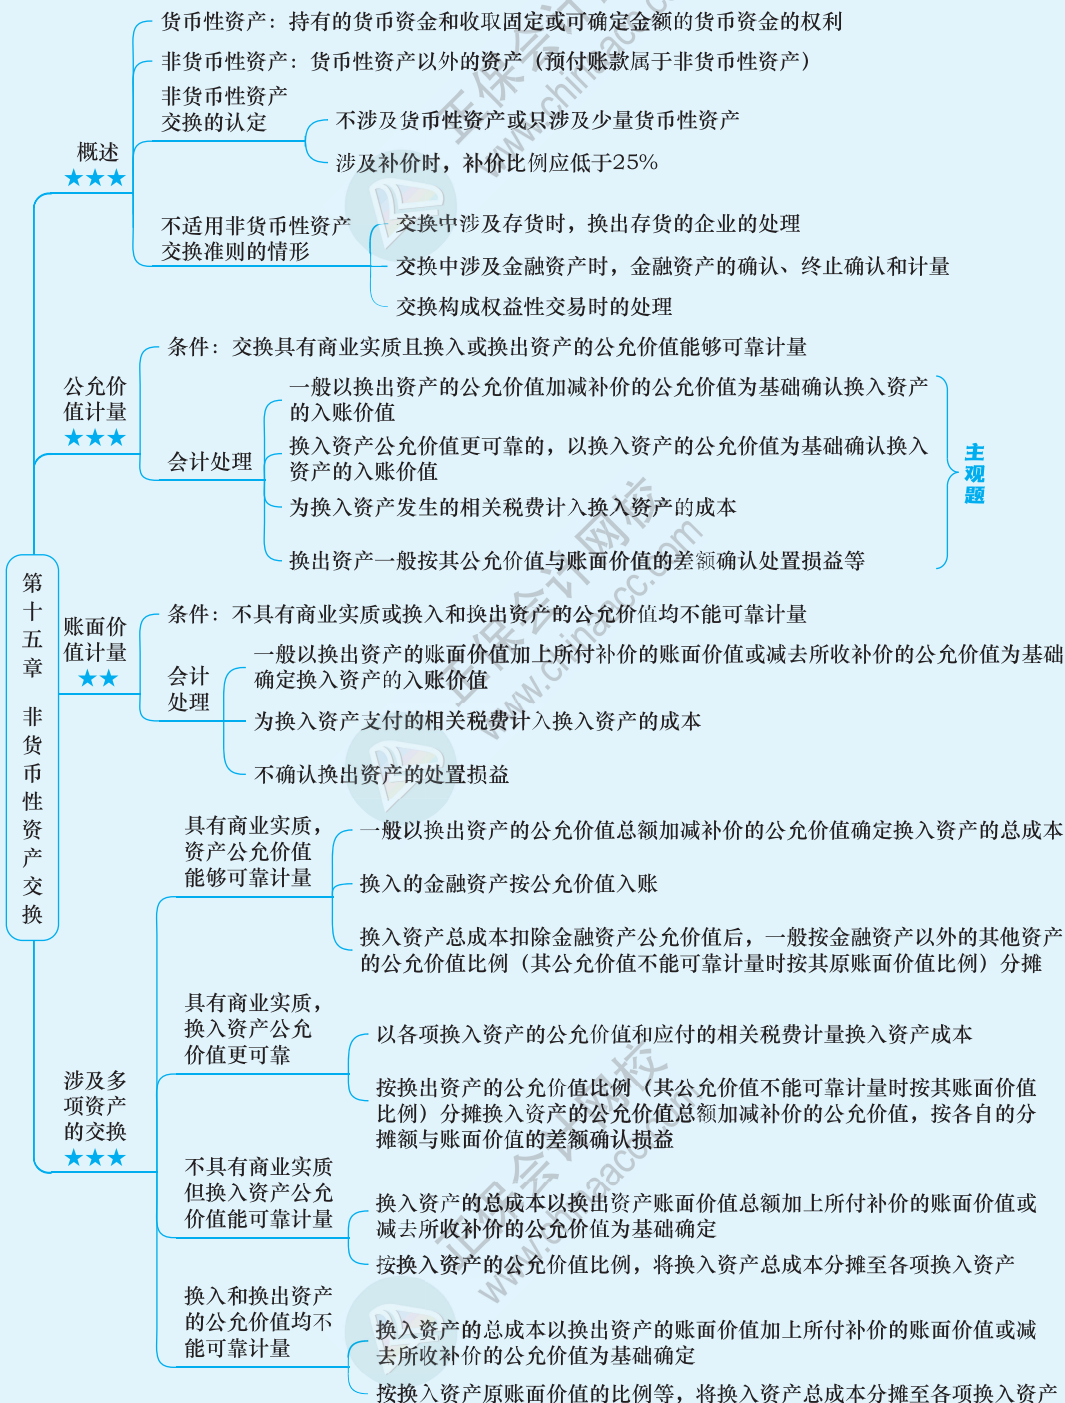 货币性资产：持有的货币资金和收取固定或可确定金额的货币资金的权利
非货币性资产：货币性资产以外的资产（预付账款属于非货币性资产）
非货币性资产
交换的认定
不涉及货币性资产或只涉及少量货币性资产
涉及补价时，补价比例应低于25%
概述
★★★
不适用非货币性资产
交换准则的情形
交换中涉及存货时，换出存货的企业的处理
交换中涉及金融资产时，金融资产的确认、终止确认和计量
交换构成权益性交易时的处理
条件：交换具有商业实质且换入或换出资产的公允价值能够可靠计量
公允价
值计量
★★★
会计处理
一般以换出资产的公允价值加减补价的公允价值为基础确认换入资产
的入账价值
换入资产公允价值更可靠的，以换入资产的公允价值为基础确认换入
资产的入账价值
为换入资产发生的相关税费计入换入资产的成本
换出资产一般按其公允价值与账面价值的差额确认处置损益等
主观题
第十五章 非货币性资产交换
账面价
值计量
★★
条件：不具有商业实质或换入和换出资产的公允价值均不能可靠计量
会计
处理
一般以换出资产的账面价值加上所付补价的账面价值或减去所收补价的公允价值为基础
确定换入资产的入账价值
为换入资产支付的相关税费计入换入资产的成本
不确认换出资产的处置损益
涉及多
项资产
的交换
★★★
具有商业实质，
资产公允价值
能够可靠计量
一般以换出资产的公允价值总额加减补价的公允价值确定换入资产的总成本
换入的金融资产按公允价值入账
换入资产总成本扣除金融资产公允价值后，一般按金融资产以外的其他资产
的公允价值比例（其公允价值不能可靠计量时按其原账面价值比例）分摊
具有商业实质，
换入资产公允
价值更可靠
以各项换入资产的公允价值和应付的相关税费计量换入资产成本
按换出资产的公允价值比例（其公允价值不能可靠计量时按其账面价值
比例）分摊换入资产的公允价值总额加减补价的公允价值，按各自的分
摊额与账面价值的差额确认损益
不具有商业实质
但换入资产公允
价值能可靠计量
换入资产的总成本以换出资产账面价值总额加上所付补价的账面价值或
减去所收补价的公允价值为基础确定
按换入资产的公允价值比例，将换入资产总成本分摊至各项换入资产
换入和换出资产
的公允价值均不
能可靠计量
换入资产的总成本以换出资产的账面价值加上所付补价的账面价值或减
去所收补价的公允价值为基础确定
按换入资产原账面价值的比例等，将换入资产总成本分摊至各项换入资产
正保会计网校
www.chinaacc.com
正保会计网校
www.chinaacc.com
正保会计网校
www.chinaacc.com